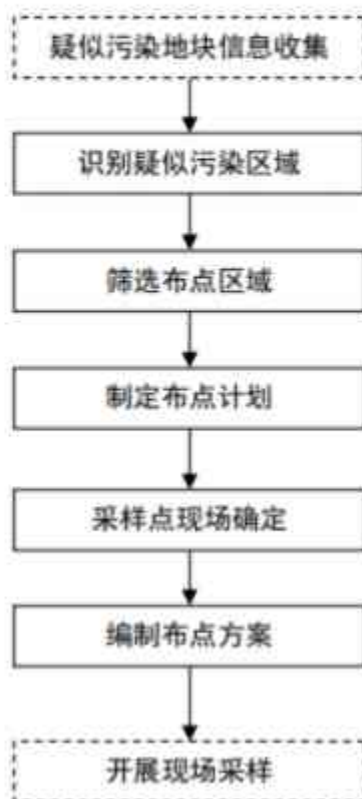 疑似污染地块信息收集
识别疑似污染区域
筛选布点区域
制定布点计划
采样点现场确定
编制布点方案
开展现场采样